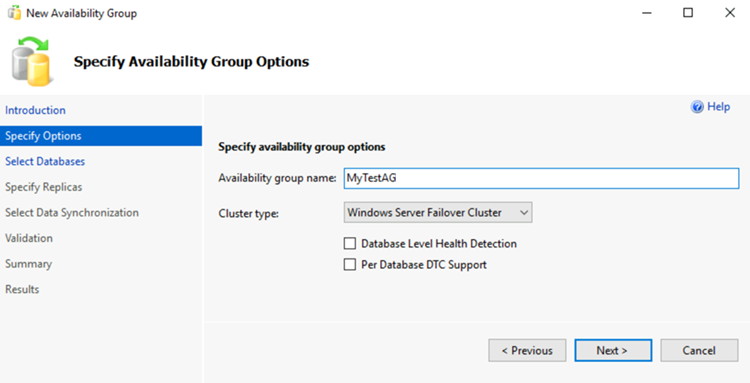 New Availability Group
Specify Availability Group Options
Introduction
Help
Specify Options
Specify availability group options
Select Databases
Availability group name: MyTestAG
Specify Replicas
Select Data Synchronization
Cluster type: Windows Server Failover Cluster
Validation
Database Level Health Detection
Summary
Per Database DTC Support
Results
< Previous Next > Cancel